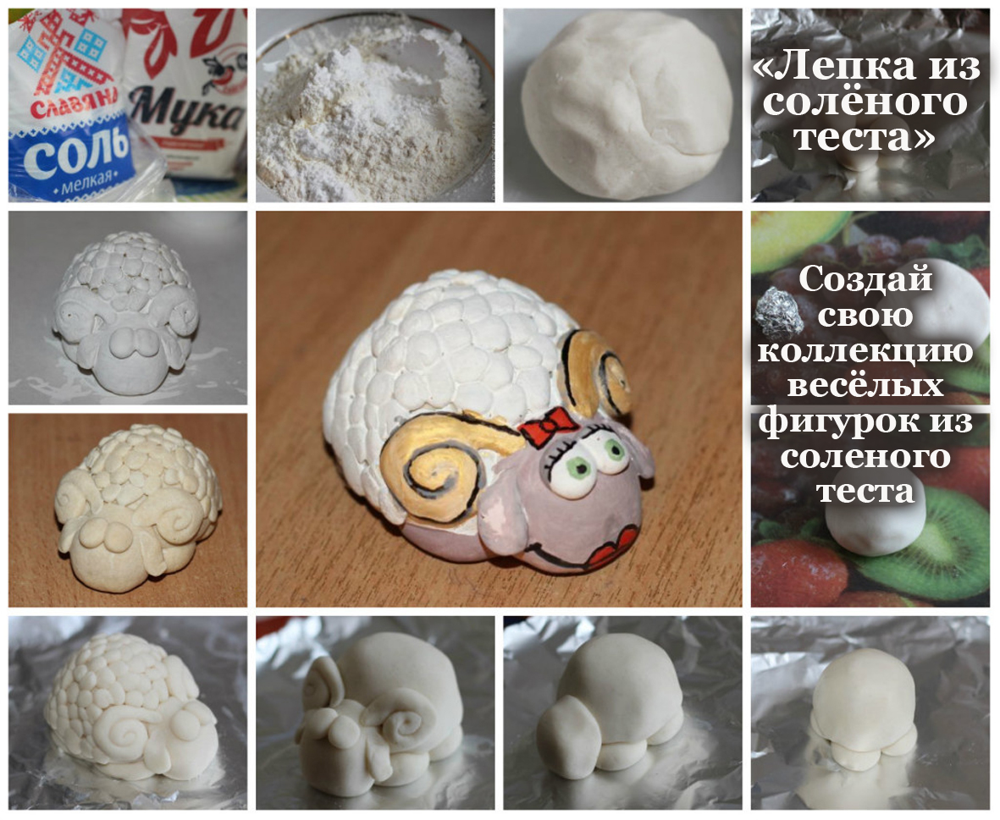 СЛАВЯНА
СОЛЬ
•мелкая•
Мука
«Лепка из
солёного
теста»
Создай
свою
коллекцию
весёлых
фигурок из
соленого
теста